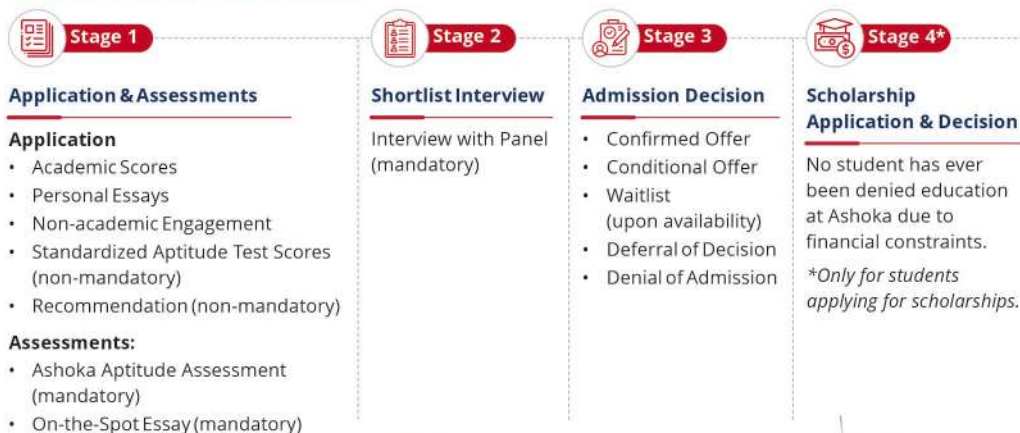 Stage 1
Application & Assessments
Application
• Academic Scores
• Personal Essays
• Non-academic Engagement
• Standardized Aptitude Test Scores
(non-mandatory)
• Recommendation (non-mandatory)
Assessments:
• Ashoka Aptitude Assessment
(mandatory)
• On-the-Spot Essay (mandatory)
Stage 2
Shortlist Interview
Interview with Panel
(mandatory)
Stage 3
Admission Decision
• Confirmed Offer
• Conditional Offer
• Waitlist
(upon availability)
• Deferral of Decision
• Denial of Admission
Stage 4*
Scholarship
Application & Decision
No student has ever
been denied education
at Ashoka due to
financial constraints.
*Only for students
applying for scholarships.